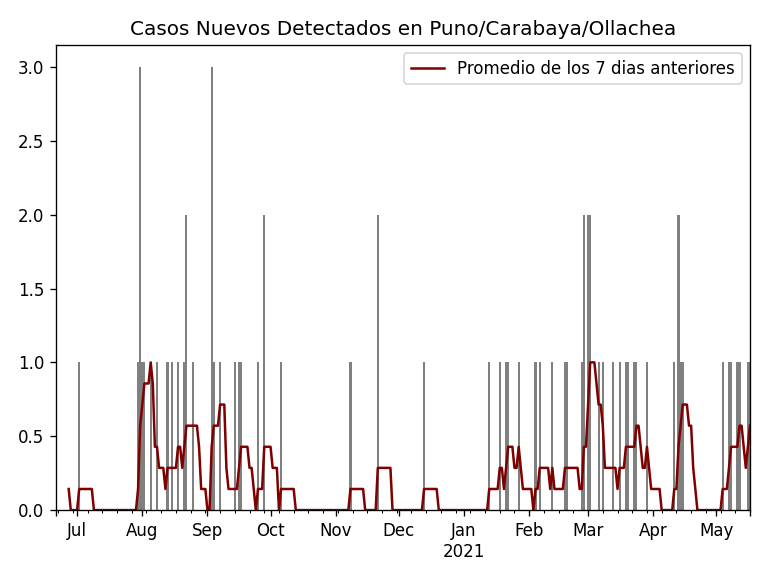 Casos Nuevos Detectados en Puno/Carabaya/Ollachea
Promedio de los 7 dias anteriores
3.0
2.5
2.0
1.5
1.0
0.5
0.0
Jul Aug Sep Oct Nov Dec Jan Feb Mar Apr May
2021